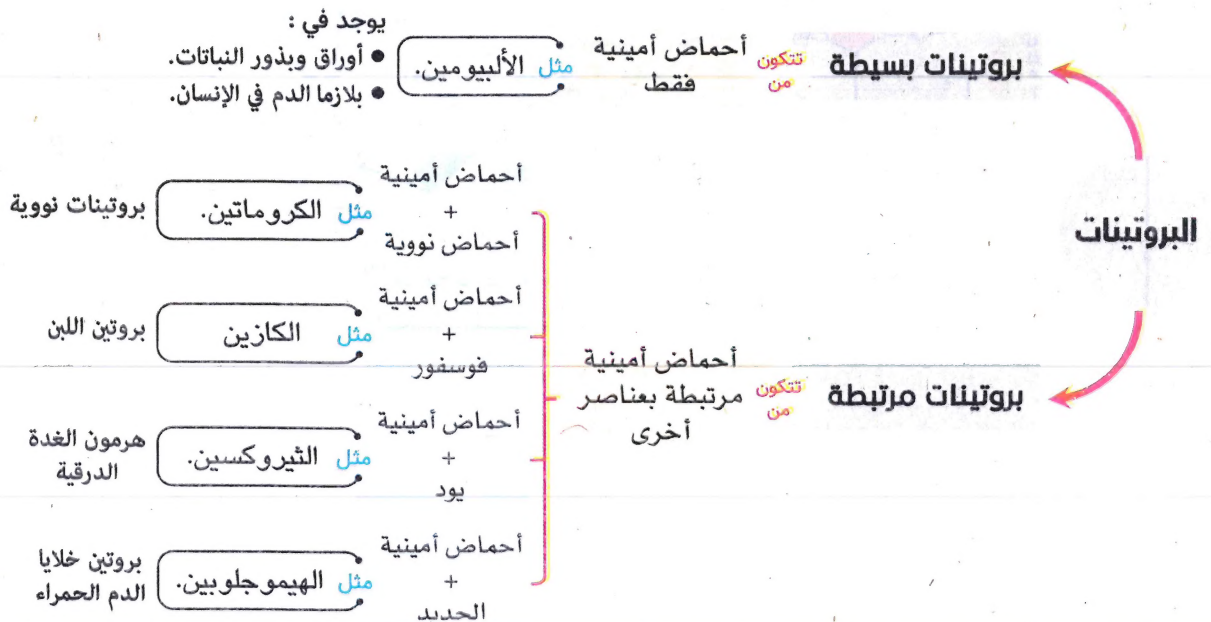 البروتينات
بروتينات بسيطة
تتكون
من
أحماض أمينية
فقط
مثل
الألبيومين.
يوجد في :
● أوراق وبذور النباتات.
● بلازما الدم في الإنسان.
بروتينات مرتبطة
تتكون
من
أحماض أمينية
مرتبطة بعناصر
أخرى
أحماض أمينية
+
أحماض نووية
مثل
الكروماتين.
بروتينات نووية
أحماض أمينية
+
فوسفور
مثل
الكازين
بروتين اللبن
أحماض أمينية
+
يود
مثل
الثيروكسين.
هرمون الغدة
الدرقية
أحماض أمينية
+
الحديد
مثل
الهيموجلوبين.
بروتين خلايا
الدم الحمراء